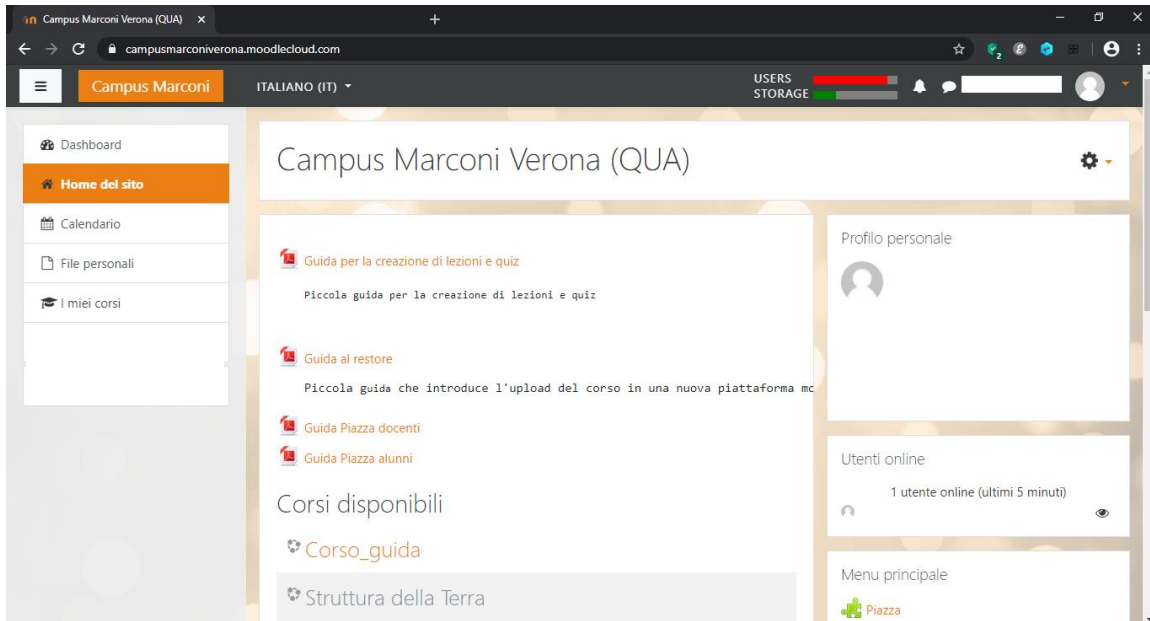 Campus Marconi Verona (QUA)
campusmarconiverona.moodlecloud.com
2
Campus Marconi
ITALIANO (IT)
USERS
STORAGE
Dashboard
Home del sito
Calendario
File personali
I miei corsi
Campus Marconi Verona (QUA)
Guida per la creazione di lezioni e quiz
Piccola guida per la creazione di lezioni e quiz
Guida al restore
Piccola guida che introduce l'upload del corso in una nuova piattaforma mo
Guida Piazza docenti
Guida Piazza alunni
Corsi disponibili
Corso_guida
Struttura della Terra
Profilo personale
Utenti online
1 utente online (ultimi 5 minuti)
Menu principale
Piazza